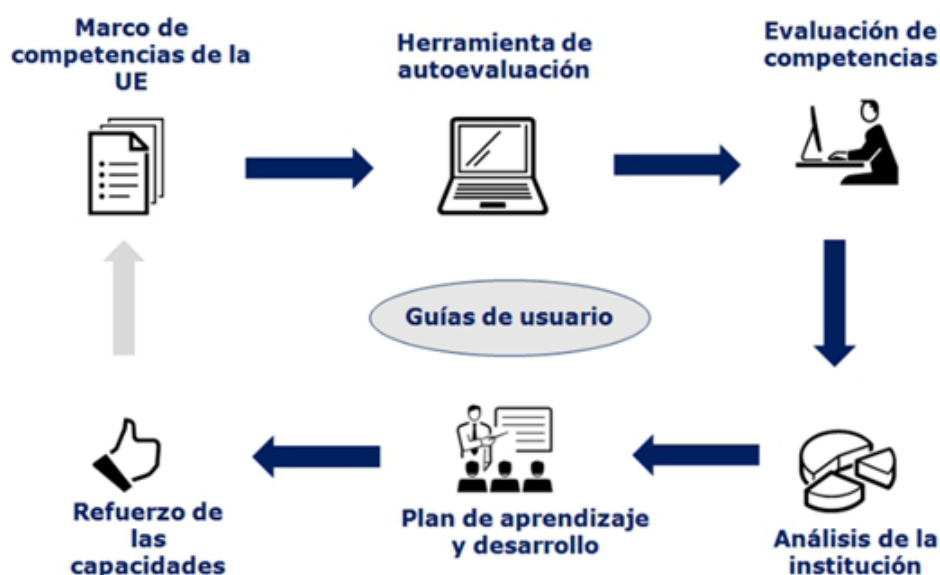 Marco de
competencias de la
UE
Herramienta de
autoevaluación
Evaluación de
competencias
Guías de usuario
Refuerzo de
las
capacidades
Plan de aprendizaje
y desarrollo
Análisis de la
institución